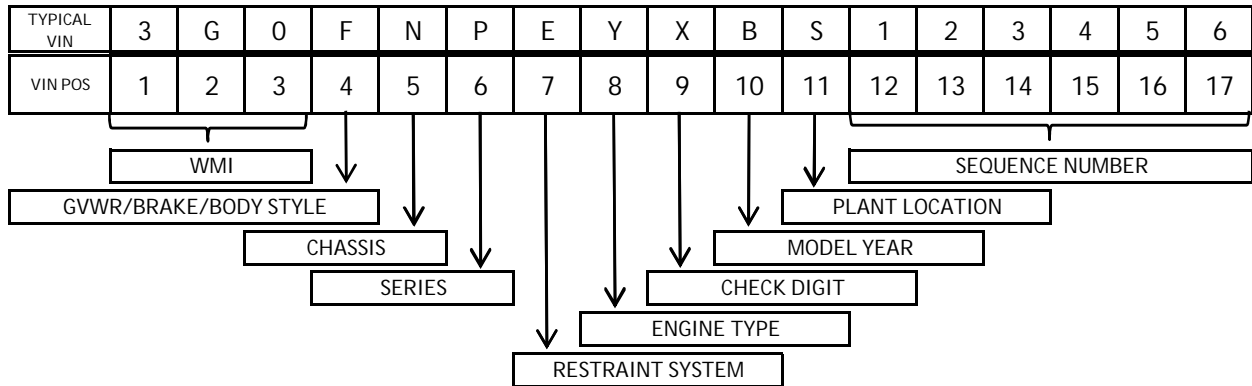 TYPICAL VIN 3 G 0 F N P E Y X B S 1 2 3 4 5 6
VIN POS 1 2 3 4 5 6 7 8 9 10 11 12 13 14 15 16 17
WMI SEQUENCE NUMBER
GVWR/BRAKE/BODY STYLE PLANT LOCATION
CHASSIS MODEL YEAR
SERIES CHECK DIGIT
ENGINE TYPE
RESTRAINT SYSTEM